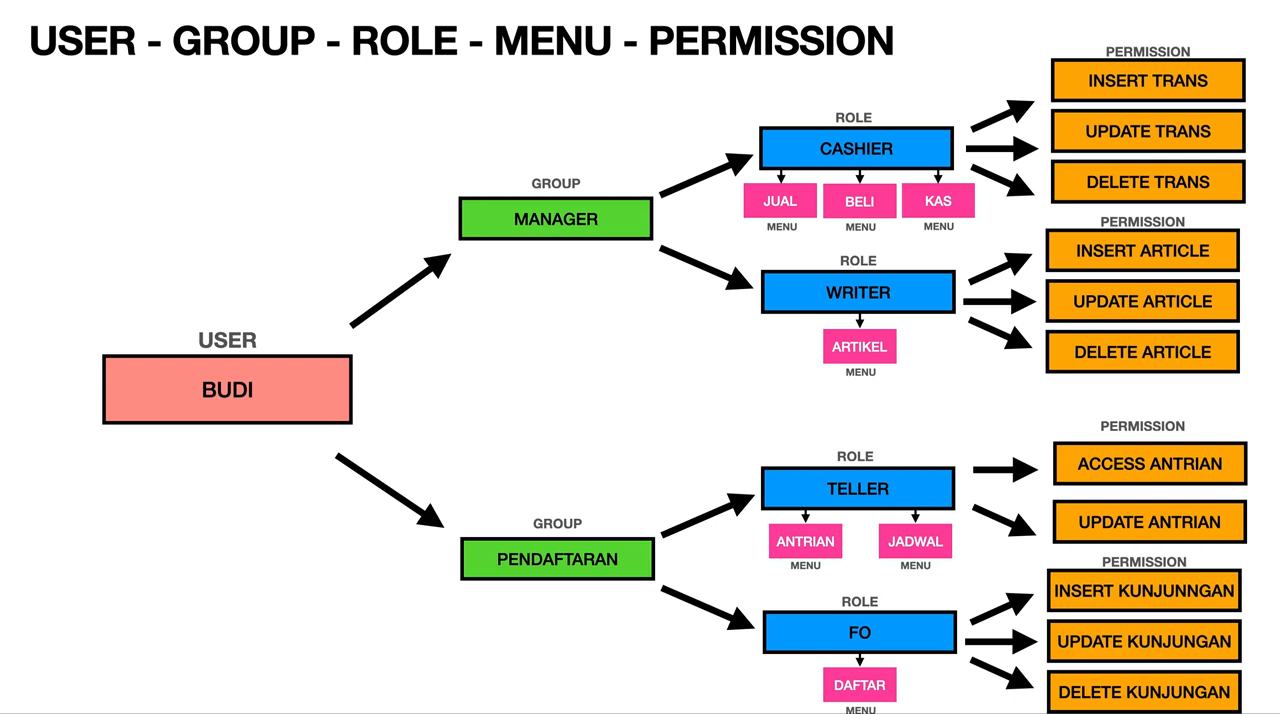 USER - GROUP - ROLE - MENU - PERMISSION
USER
BUDI
GROUP
MANAGER
ROLE
CASHIER
JUAL
MENU
BELI
MENU
KAS
MENU
PERMISSION
INSERT TRANS
UPDATE TRANS
DELETE TRANS
ROLE
WRITER
ARTIKEL
MENU
PERMISSION
INSERT ARTICLE
UPDATE ARTICLE
DELETE ARTICLE
GROUP
PENDAFTARAN
ROLE
TELLER
ANTRIAN
MENU
JADWAL
MENU
PERMISSION
ACCESS ANTRIAN
UPDATE ANTRIAN
ROLE
FO
DAFTAR
MENU
PERMISSION
INSERT KUNJUNNGAN
UPDATE KUNJUNGAN
DELETE KUNJUNGAN